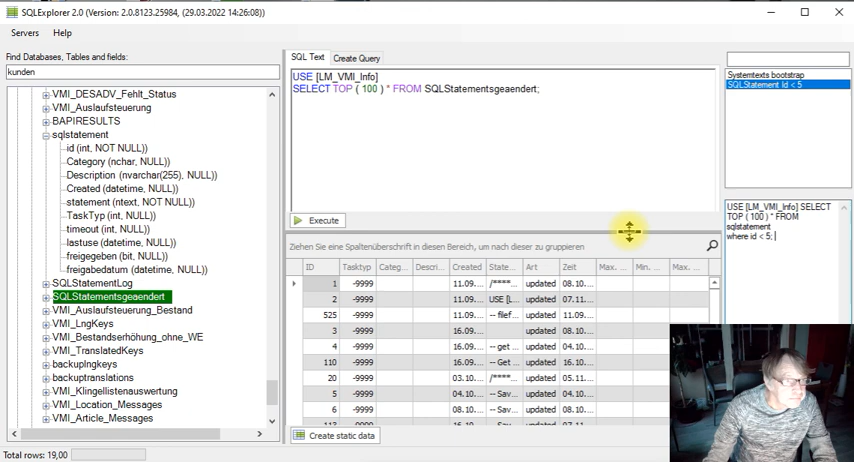 SQLExplorer 2.0 (Version: 2.0.8123.25984, (29.03.2022 14:26:08))
Servers Help
Find Databases, Tables and fields:
kunden
VMI_DESADV_Fehlt_Status
VMI_Auslaufsteuerung
BAPIRESULTS
sqlstatement
id (int, NOT NULL))
Category (nchar, NULL))
Description (nvarchar(255), NULL))
Created (datetime, NULL))
statement (ntext, NOT NULL))
TaskTyp (int, NULL))
timeout (int, NULL))
lastuse (datetime, NULL))
freigegeben (bit, NULL))
freigabedatum (datetime, NULL))
SQLStatementLog
SQLStatementsgeaendert
VMI_Auslaufsteuerung_Bestand
VMI_LngKeys
VMI_Bestandserhöhung_ohne_WE
VMI_TranslatedKeys
backuplngkeys
backuptranslations
VMI_Klingellistenauswertung
VMI_Location_Messages
VMI_Article_Messages
Total rows: 19,00
SQL Text Create Query
USE [LM_VMI_Info]
SELECT TOP ( 100 ) * FROM SQLStatementsgeaendert;
Execute
Ziehen Sie eine Spaltenüberschrift in diesen Bereich, um nach dieser zu gruppieren
ID Tasktyp Categ... Descri... Created State... Art Zeit Max. ... Min. ... Max. ...
1 -9999 11.09.... /****... updated 08.10....
2 -9999 11.09.... USE [L... updated 07.11....
525 -9999 11.09.... -- filef... updated 11.09....
3 -9999 16.09.... updated 08.10....
4 -9999 16.09.... -- get ... updated 04.10....
110 -9999 16.09.... -- Get ... updated 16.10....
20 -9999 03.10.... /****... updated 05.11....
5 -9999 04.10.... -- Sav... updated 04.10....
6 -9999 08.10.... -- Sav... updated 08.10....
Create static data
Systemtexts bootstrap
SQLStatement Id < 5
USE [LM_VMI_Info] SELECT
TOP ( 100 ) * FROM
sqlstatement
where id < 5;